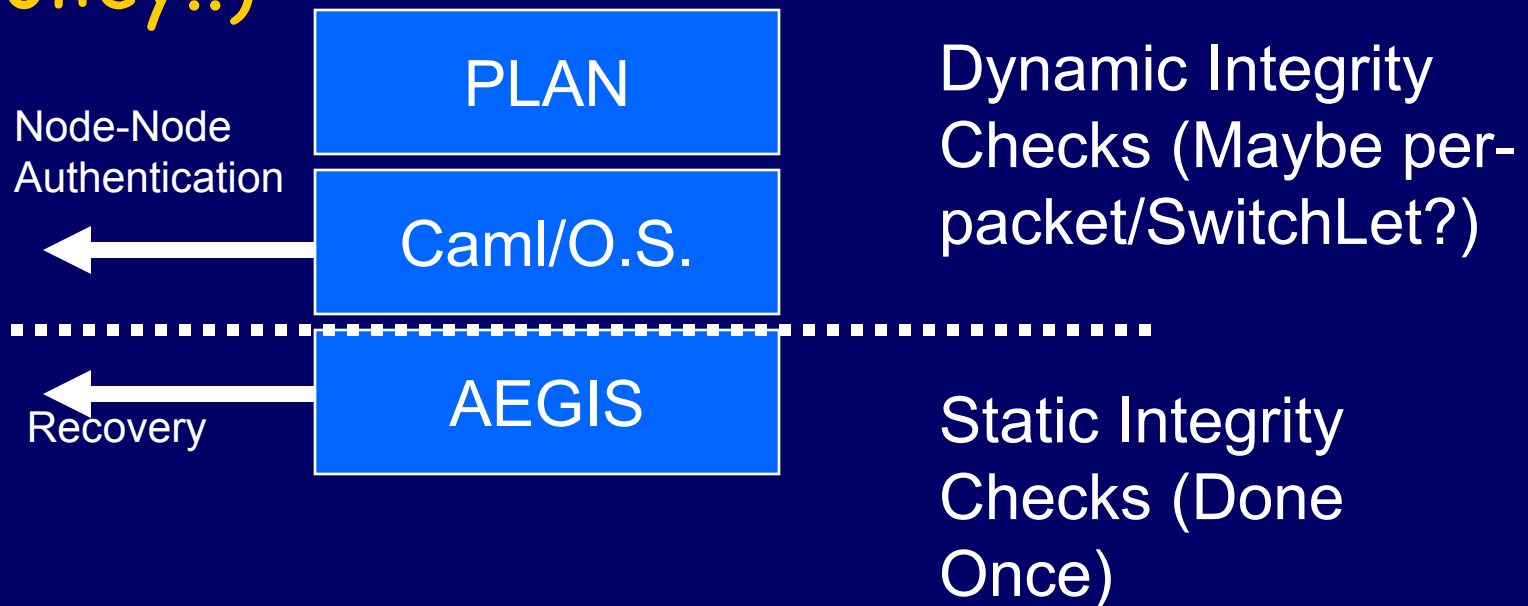 PLAN
Node-Node
Authentication
Caml/O.S.
Dynamic Integrity
Checks (Maybe per-
packet/SwitchLet?)
AEGIS
Recovery
Static Integrity
Checks (Done
Once)